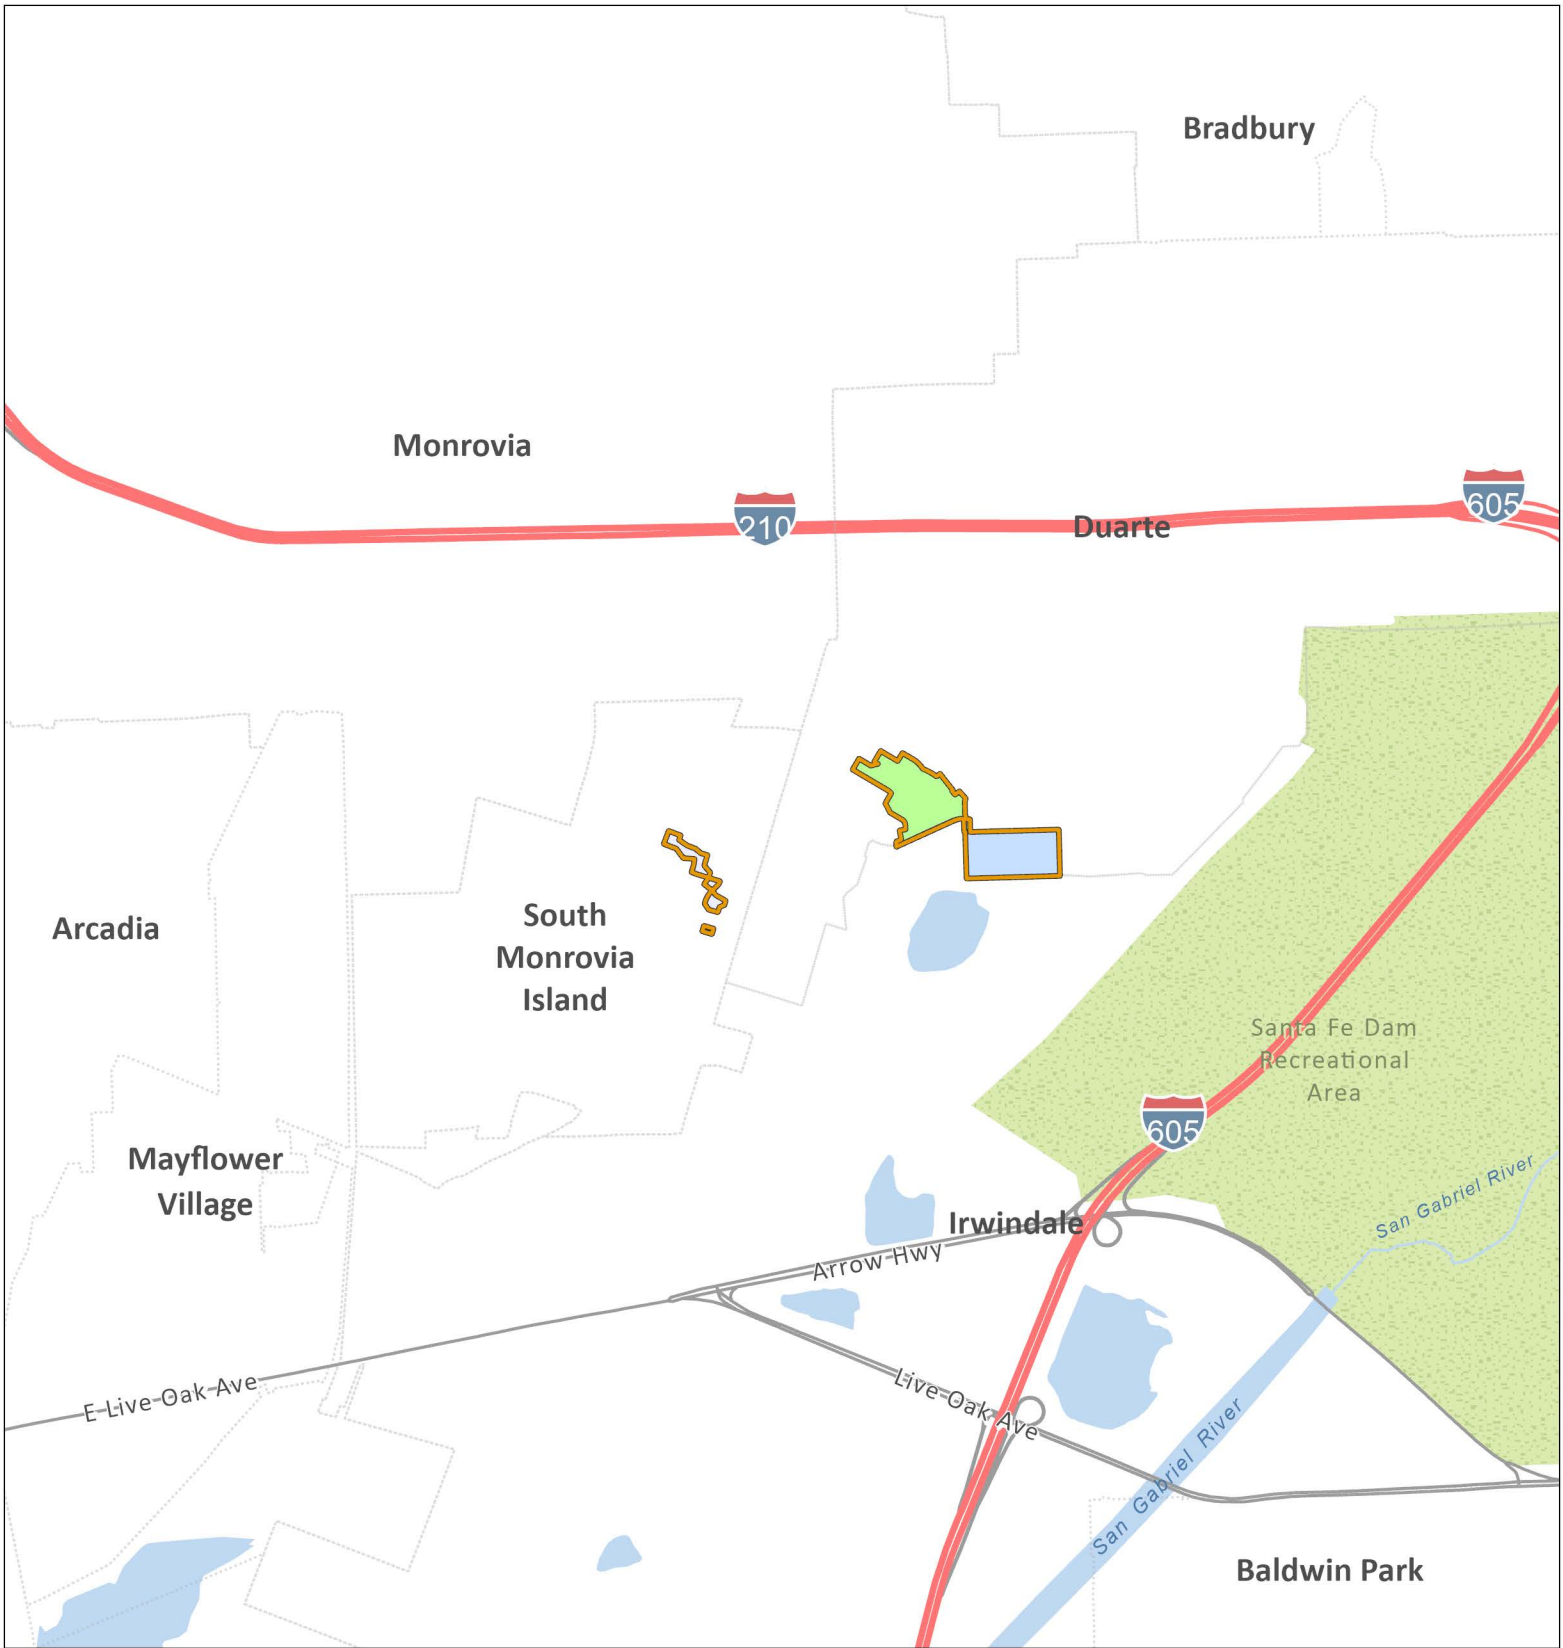 Bradbury
Monrovia
210
Duarte
605
Arcadia
South
Monrovia
Island
Santa Fe Dam
Recreational
Area
605
Mayflower
Village
San Gabriel River
Irwindale
Arrow Hwy
E Live Oak Ave
Live Oak Ave
San Gabriel River
Baldwin Park